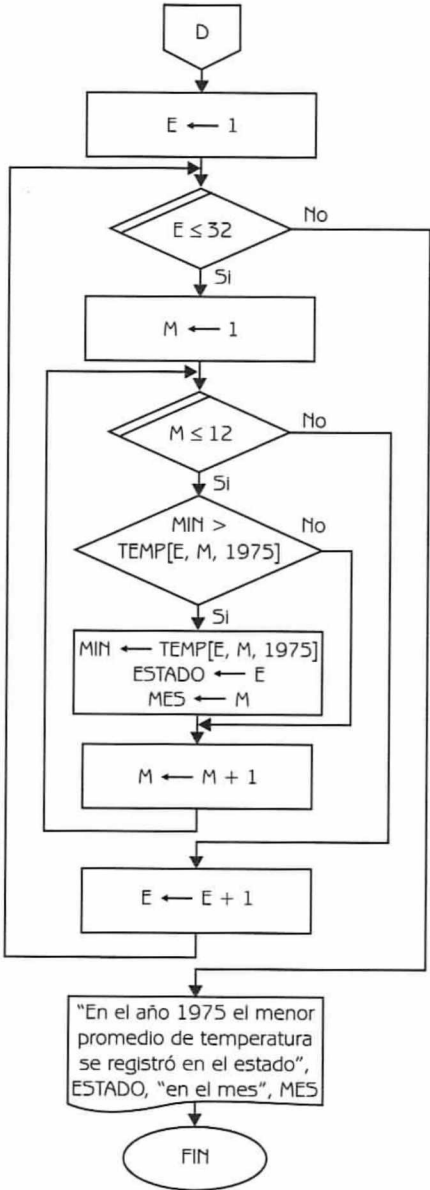 D
E ← 1
E ≤ 32
No
Si
M ← 1
M ≤ 12
No
Si
MIN >
TEMP[E, M, 1975]
No
Si
MIN ← TEMP[E, M, 1975]
ESTADO ← E
MES ← M
M ← M + 1
E ← E + 1
“En el año 1975 el menor
promedio de temperatura
se registró en el estado”,
ESTADO, “en el mes”, MES
FIN